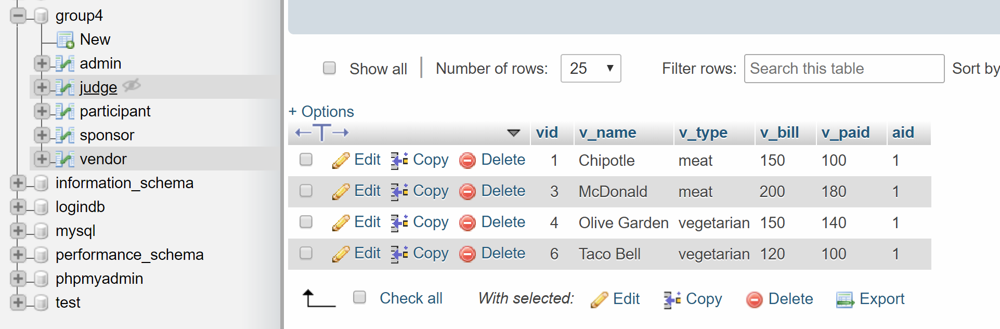 group4
New
admin
judge
participant
sponsor
vendor
information_schema
logindb
mysql
performance_schema
phpmyadmin
test
Show all Number of rows: 25 Filter rows: Search this table Sort by
+ Options
vid v_name v_type v_bill v_paid aid
Edit Copy Delete 1 Chipotle meat 150 100 1
Edit Copy Delete 3 McDonald meat 200 180 1
Edit Copy Delete 4 Olive Garden vegetarian 150 140 1
Edit Copy Delete 6 Taco Bell vegetarian 120 100 1
Check all With selected: Edit Copy Delete Export